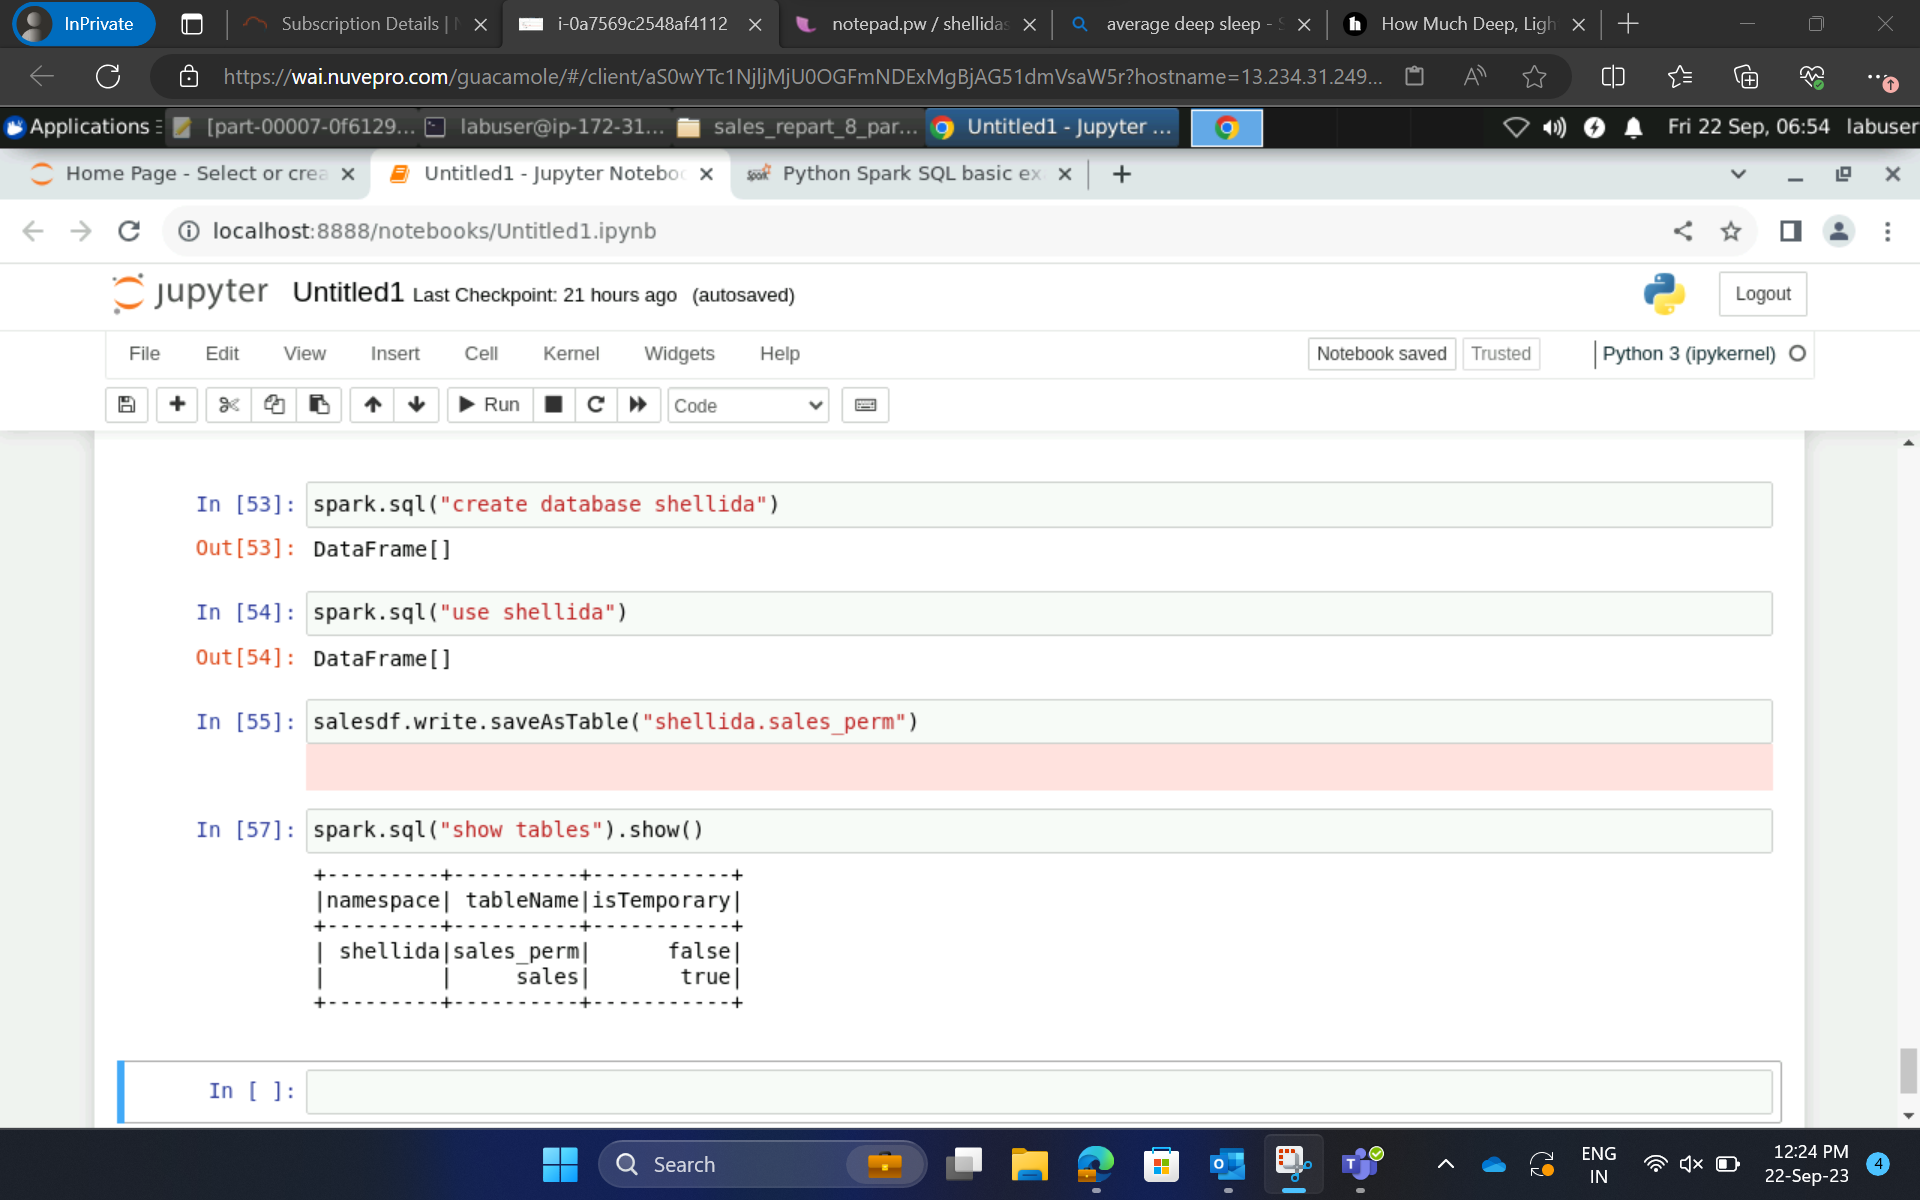 InPrivate
Subscription Details |
i-0a7569c2548af4112
notepad.pw / shellidas
average deep sleep -
How Much Deep, Ligh
https://wai.nuvepro.com/guacamole/#/client/aS0wYTc1NjljMjU0OGFmNDExMgBjAG51dmVsaW5r?hostname=13.234.31.249...
Applications
[part-00007-0f6129...
labuser@ip-172-31...
sales_repart_8_par...
Untitled1 - Jupyter ...
Fri 22 Sep, 06:54
labuser
Home Page - Select or crea
Untitled1 - Jupyter Noteboo
Python Spark SQL basic ex
localhost:8888/notebooks/Untitled1.ipynb
jupyter
Untitled1 Last Checkpoint: 21 hours ago (autosaved)
Logout
File Edit View Insert Cell Kernel Widgets Help
Notebook saved Trusted Python 3 (ipykernel)
Run Code
In [53]: spark.sql("create database shellida")
Out[53]: DataFrame[]
In [54]: spark.sql("use shellida")
Out[54]: DataFrame[]
In [55]: salesdf.write.saveAsTable("shellida.sales_perm")
In [57]: spark.sql("show tables").show()
+---------+----------+-----------+
|namespace| tableName|isTemporary|
+---------+----------+-----------+
| shellida|sales_perm|      false|
|         |     sales|       true|
+---------+----------+-----------+
In [ ]:
Search
ENG
IN
12:24 PM
22-Sep-23
4